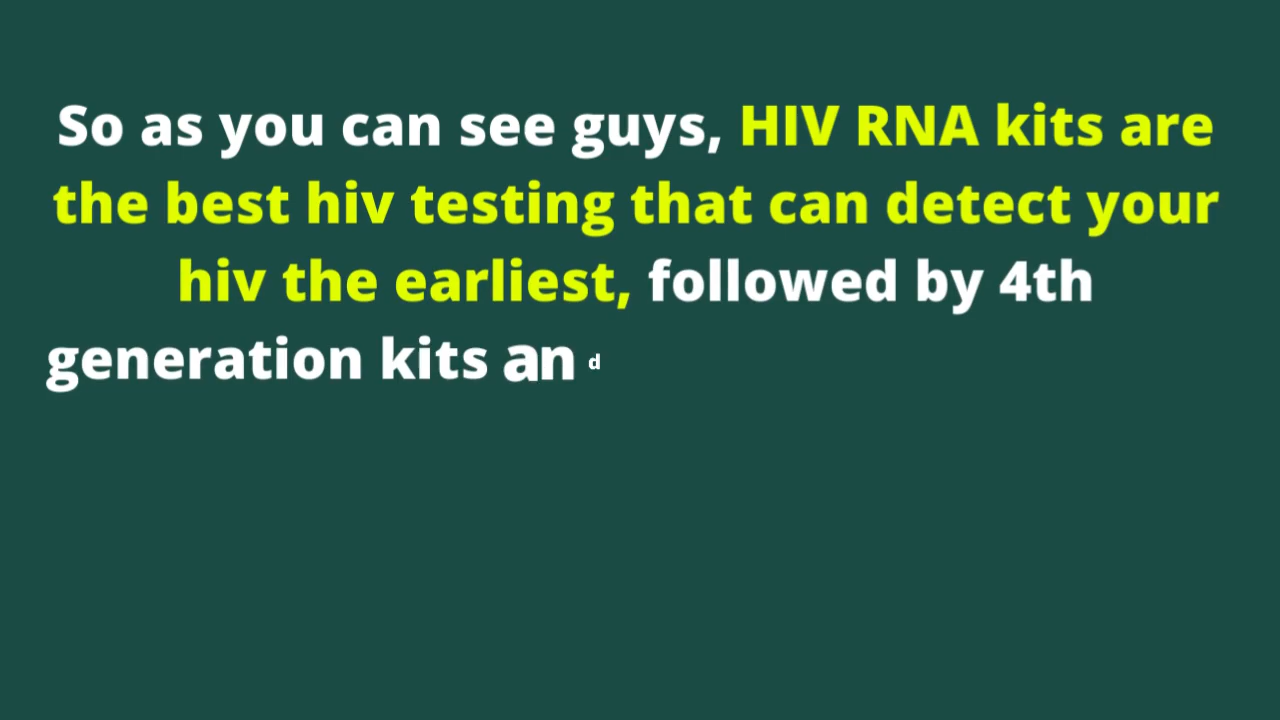 So as you can see guys, HIV RNA kits are
the best hiv testing that can detect your
hiv the earliest, followed by 4th
generation kits and